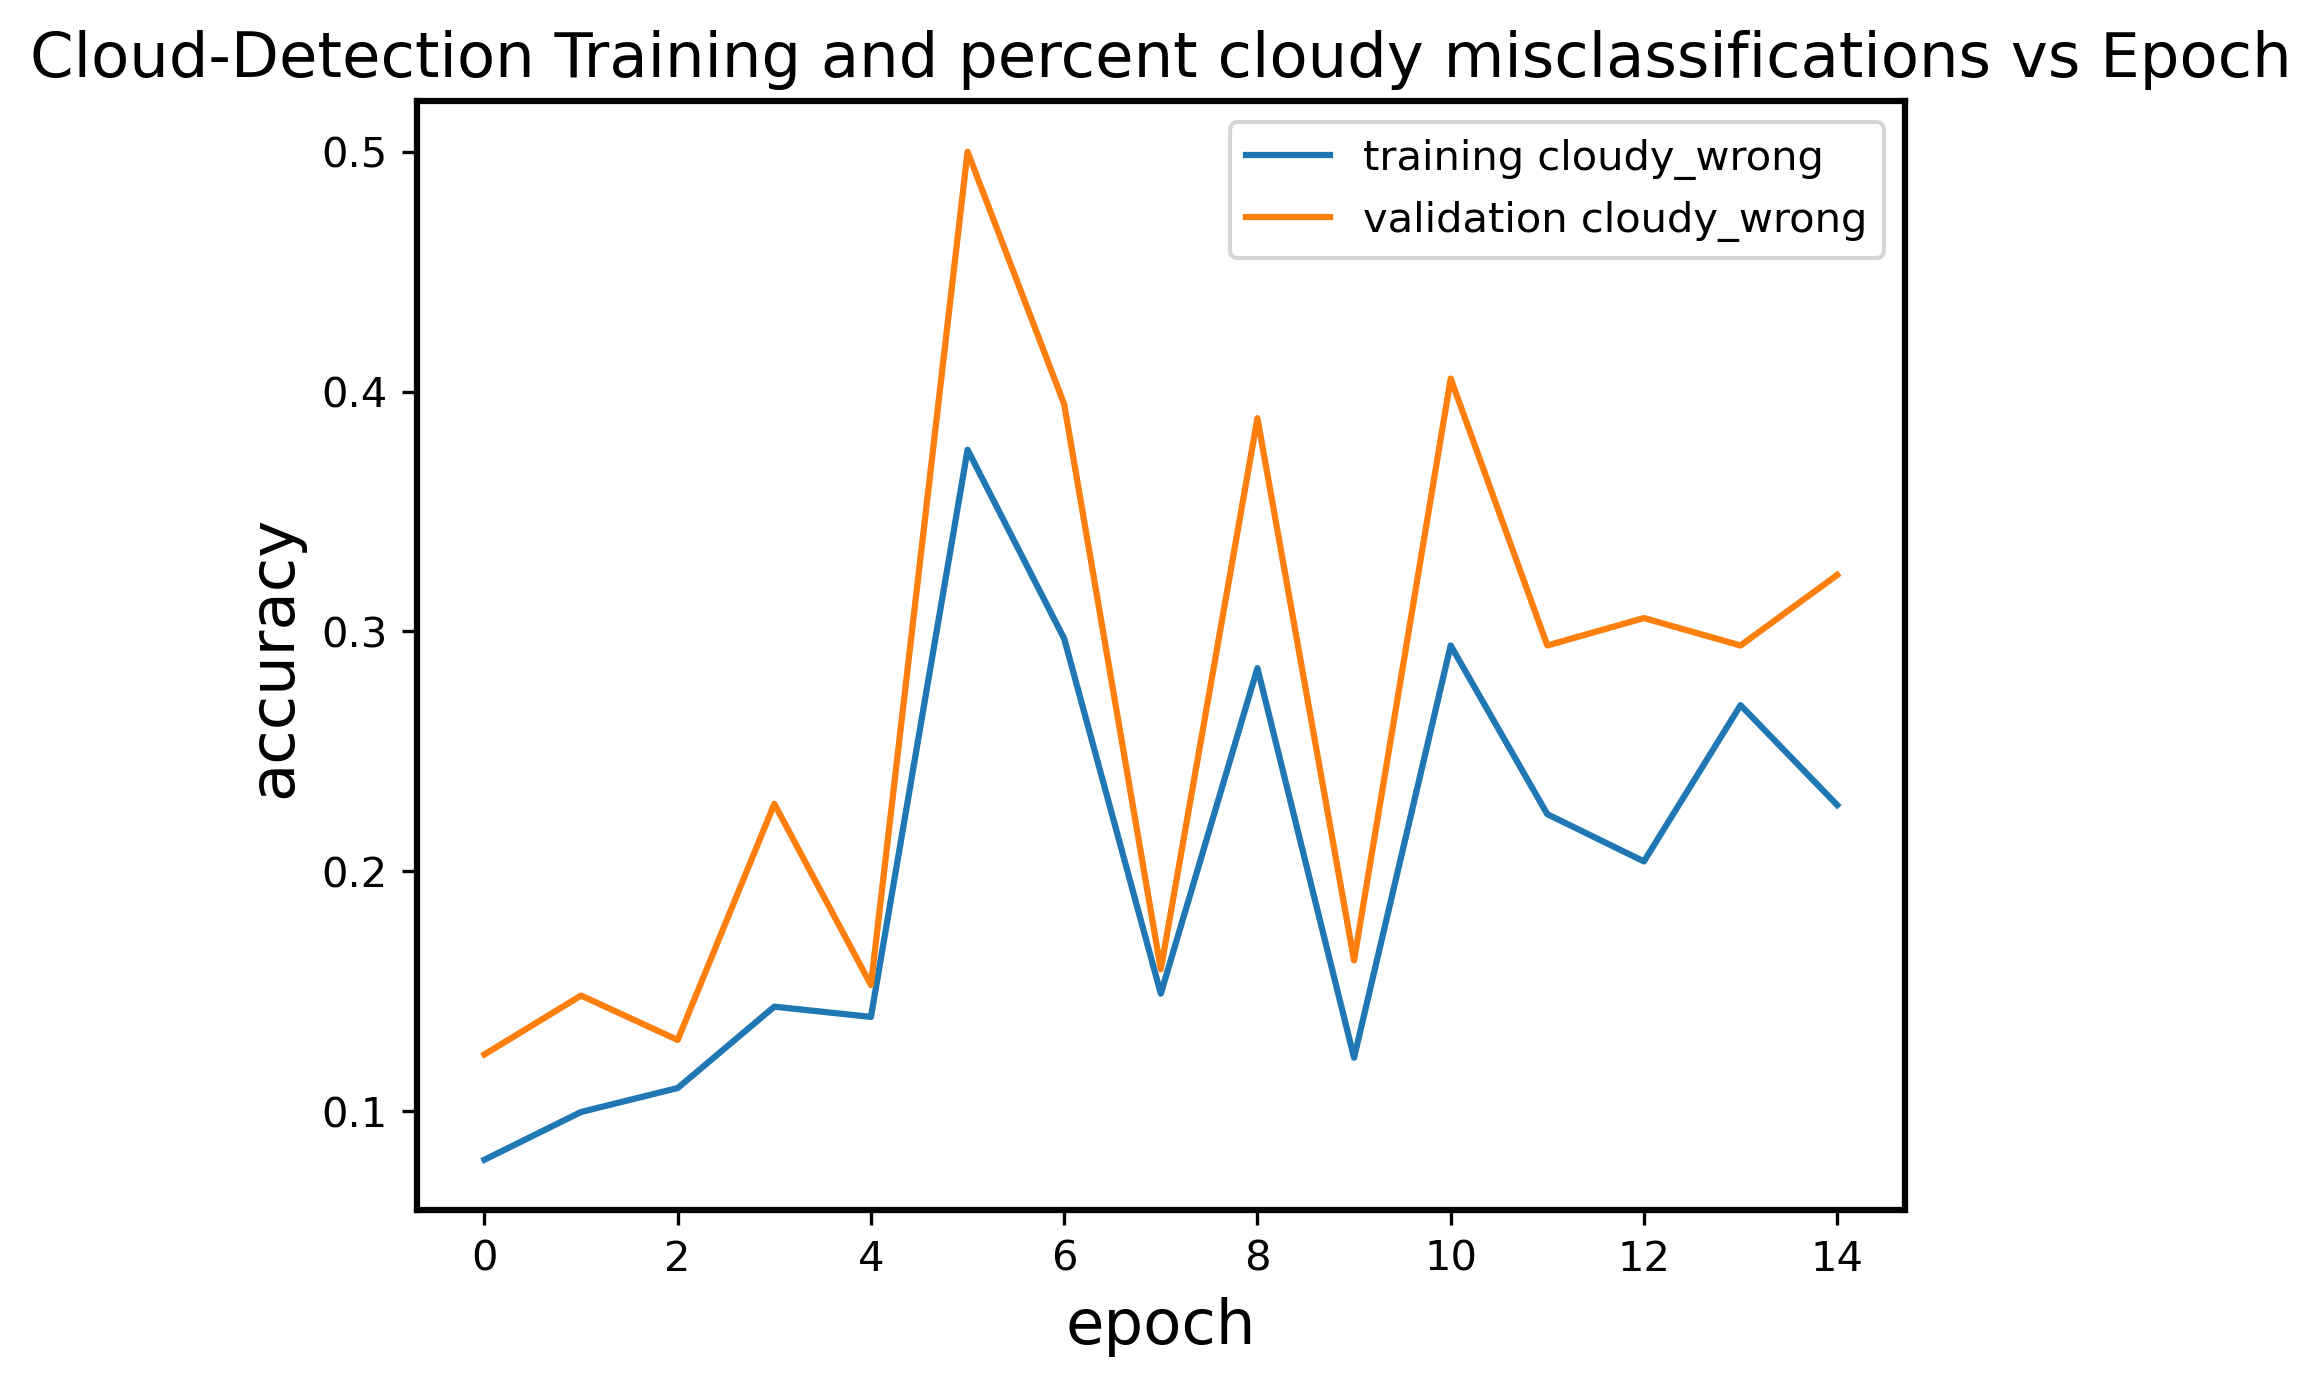 Cloud-Detection Training and percent cloudy misclassifications vs Epoch
training cloudy_wrong
validation cloudy_wrong
0.5
0.4
0.3
0.2
0.1
accuracy
0 2 4 6 8 10 12 14
epoch